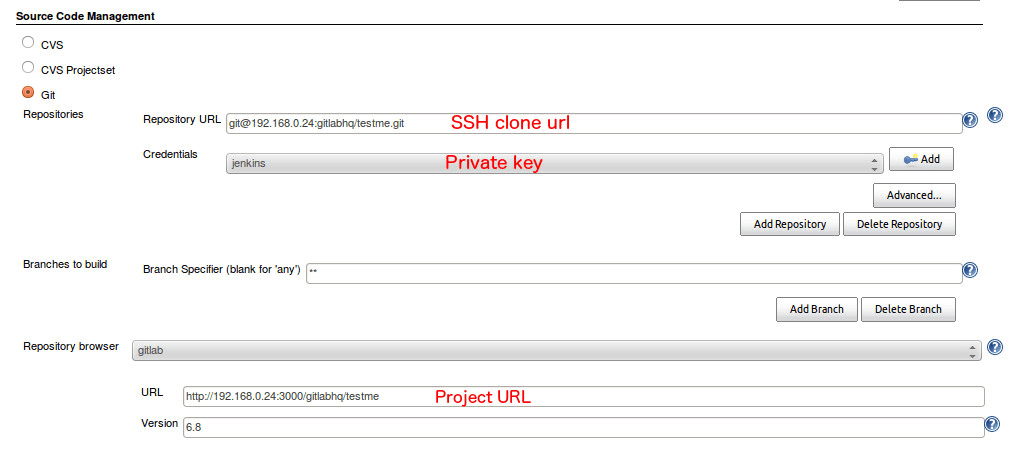 Source Code Management
CVS
CVS Projectset
Git
Repositories
Repository URL git@192.168.0.24:gitlabhq/testme.git SSH clone url
Credentials jenkins Private key Add
Advanced...
Add Repository Delete Repository
Branches to build Branch Specifier (blank for 'any') **
Add Branch Delete Branch
Repository browser gitlab
URL http://192.168.0.24:3000/gitlabhq/testme Project URL
Version 6.8